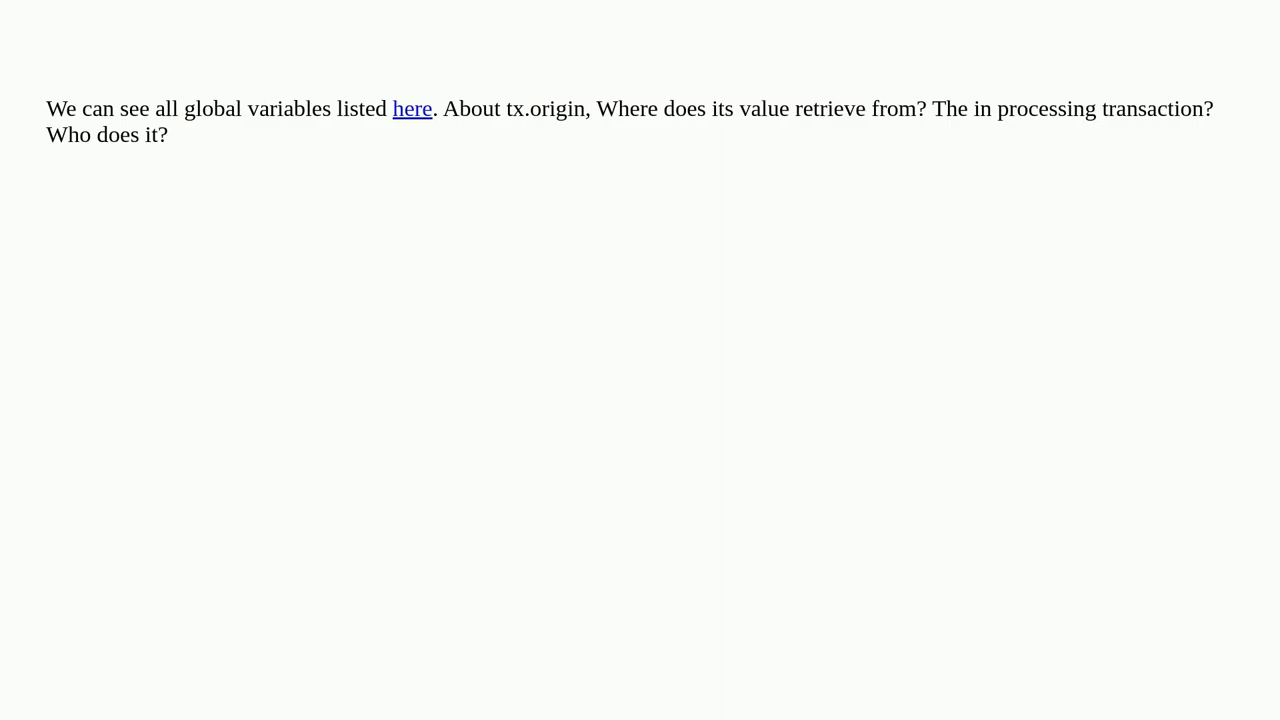 We can see all global variables listed here. About tx.origin, Where does its value retrieve from? The in processing transaction?
Who does it?